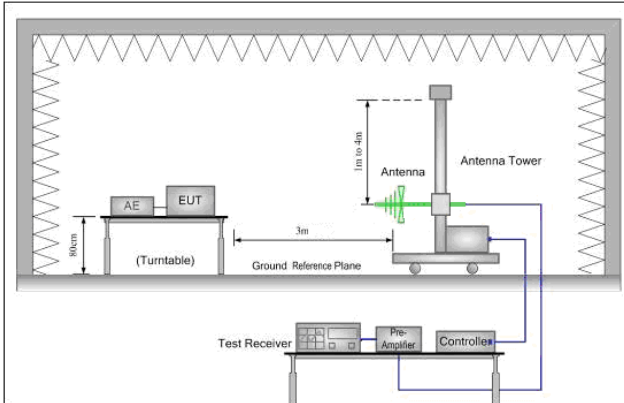 1m to 4m
Antenna
Antenna Tower
AE
EUT
80cm
(Turntable)
3m
Ground Reference Plane
Test Receiver
Pre-
Amplifier
Controller